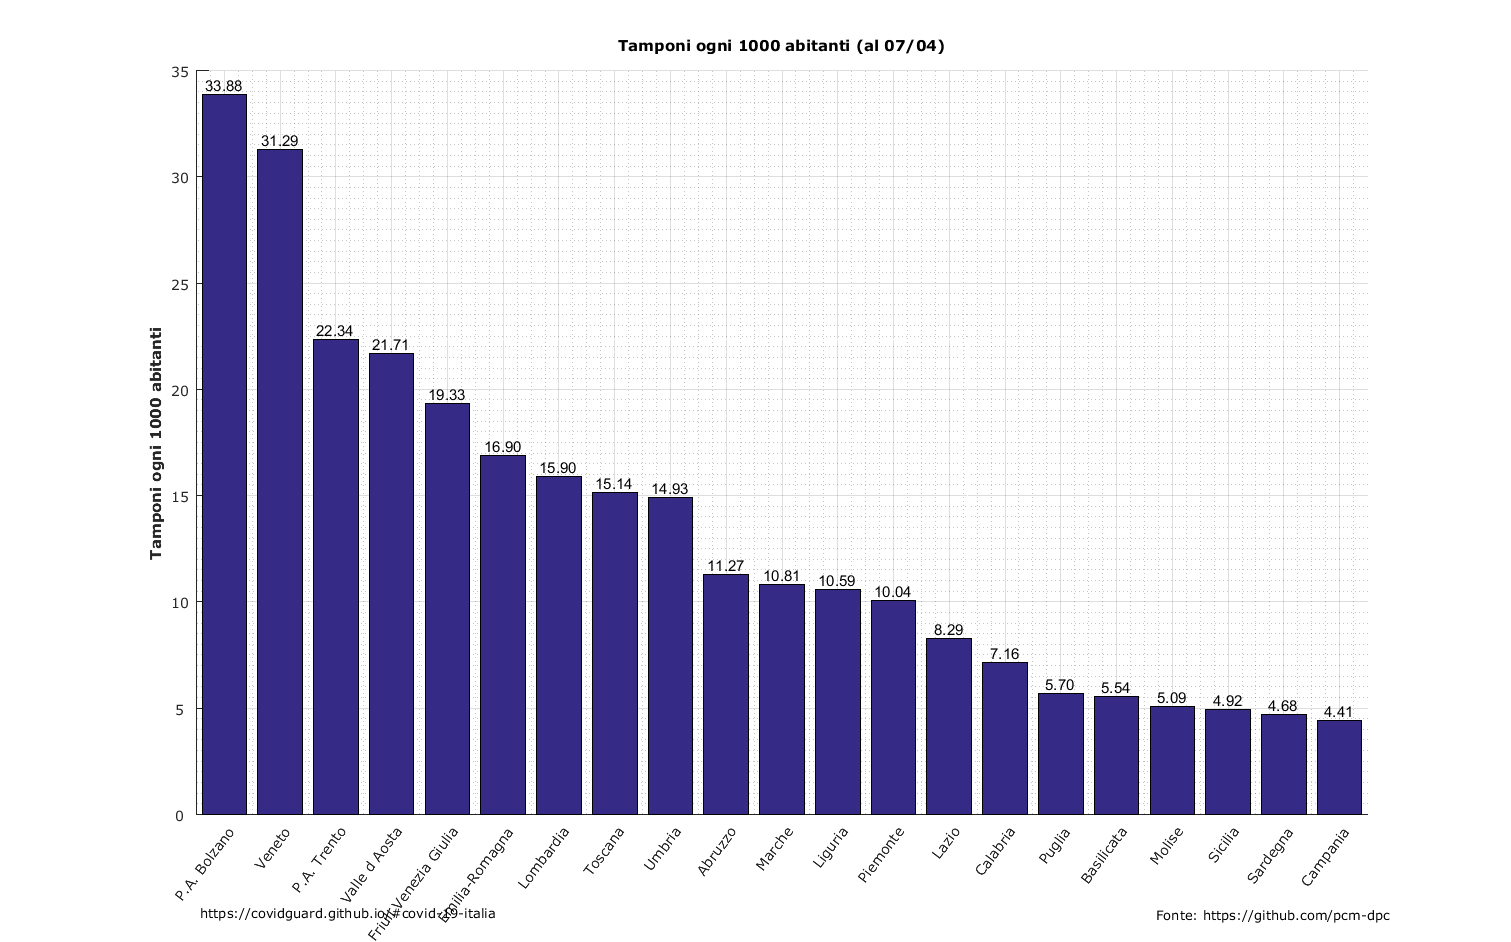 Tamponi ogni 1000 abitanti (al 07/04)
Tamponi ogni 1000 abitanti
35
30
25
20
15
10
5
0
33.88
31.29
22.34
21.71
19.33
16.90
15.90
15.14
14.93
11.27
10.81
10.59
10.04
8.29
7.16
5.70
5.54
5.09
4.92
4.68
4.41
P.A. Bolzano
Veneto
P.A. Trento
Valle d Aosta
Friuli Venezia Giulia
Emilia-Romagna
Lombardia
Toscana
Umbria
Abruzzo
Marche
Liguria
Piemonte
Lazio
Calabria
Puglia
Basilicata
Molise
Sicilia
Sardegna
Campania
https://covidguard.github.io/#covid-19-italia
Fonte: https://github.com/pcm-dpc